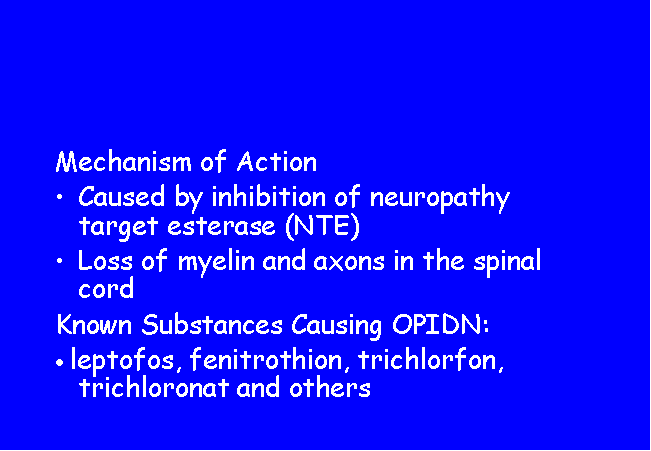 Mechanism of Action
• Caused by inhibition of neuropathy
target esterase (NTE)
• Loss of myelin and axons in the spinal
cord
Known Substances Causing OPIDN:
• leptofos, fenitrothion, trichlorfon,
trichloronat and others